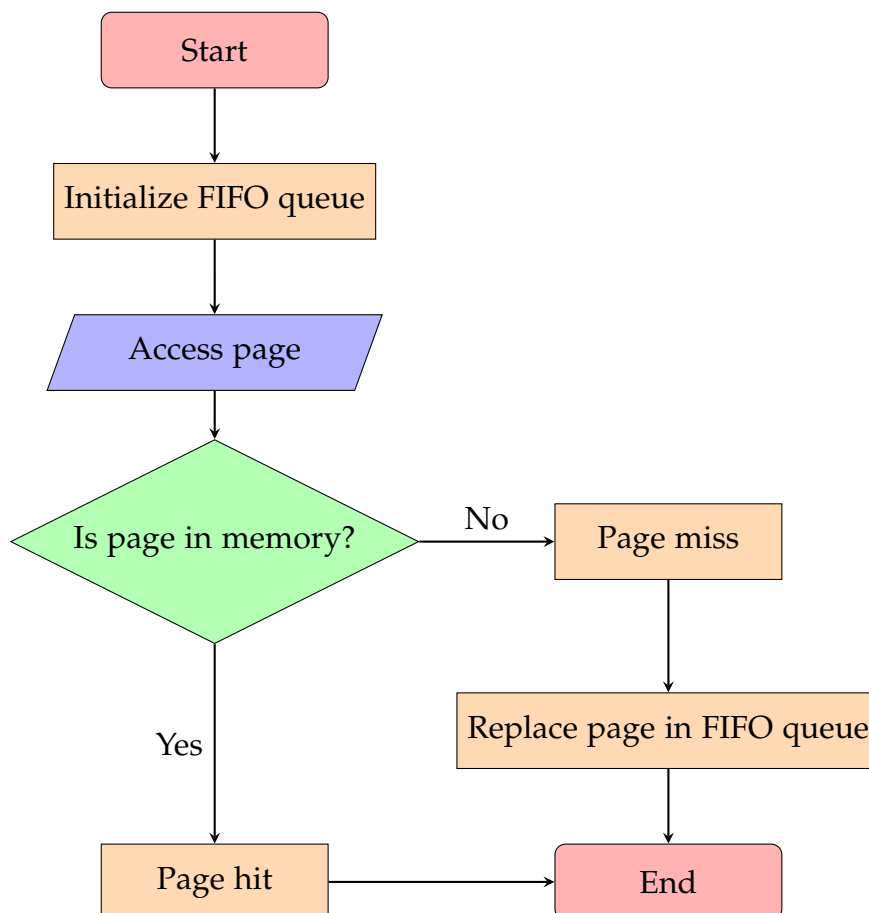 Start
Initialize FIFO queue
Access page
Is page in memory?
No
Page miss
Replace page in FIFO queue
Yes
Page hit
End